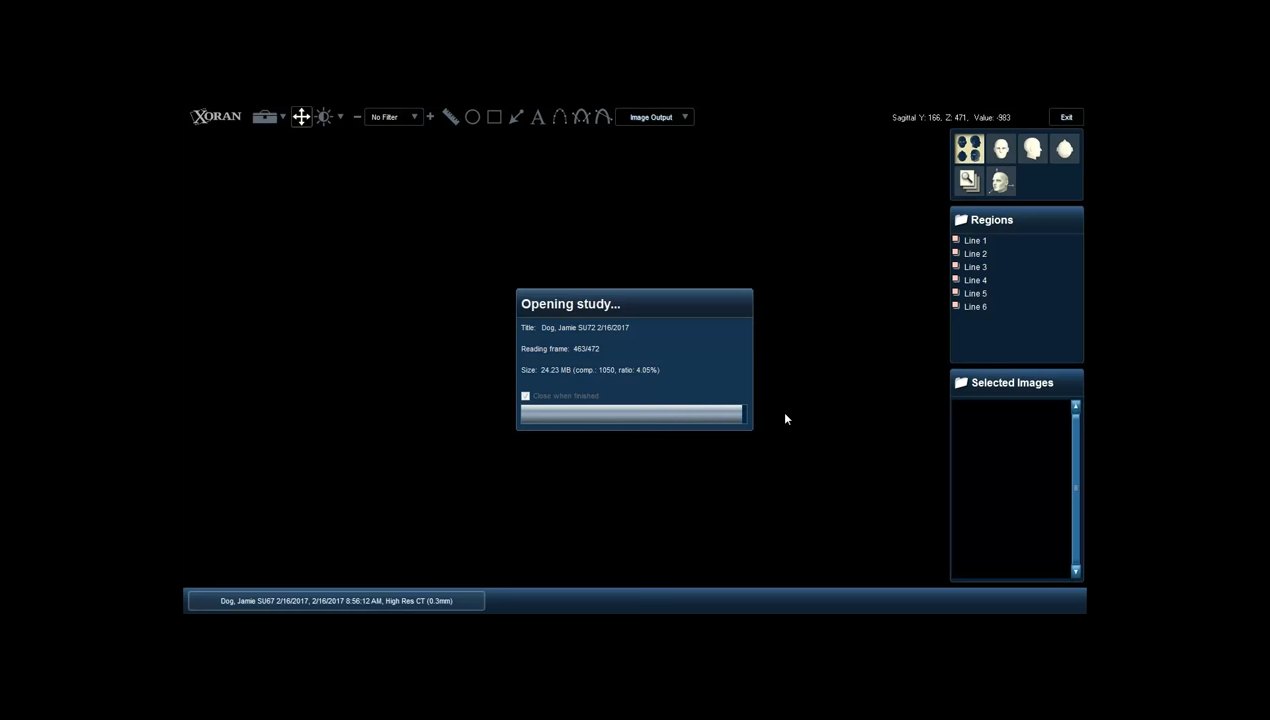 XORAN
No Filter
A
Image Output
Sagittal Y: 166, Z: 471, Value: -983
Exit
Regions
Line 1
Line 2
Line 3
Line 4
Line 5
Line 6
Opening study...
Title: Dog, Jamie SU72 2/16/2017
Reading frame: 463/472
Size: 24.23 MB (comp.: 1050, ratio: 4.05%)
Close when finished
Selected Images
Dog, Jamie SU67 2/16/2017, 2/16/2017 8:56:12 AM, High Res CT (0.3mm)